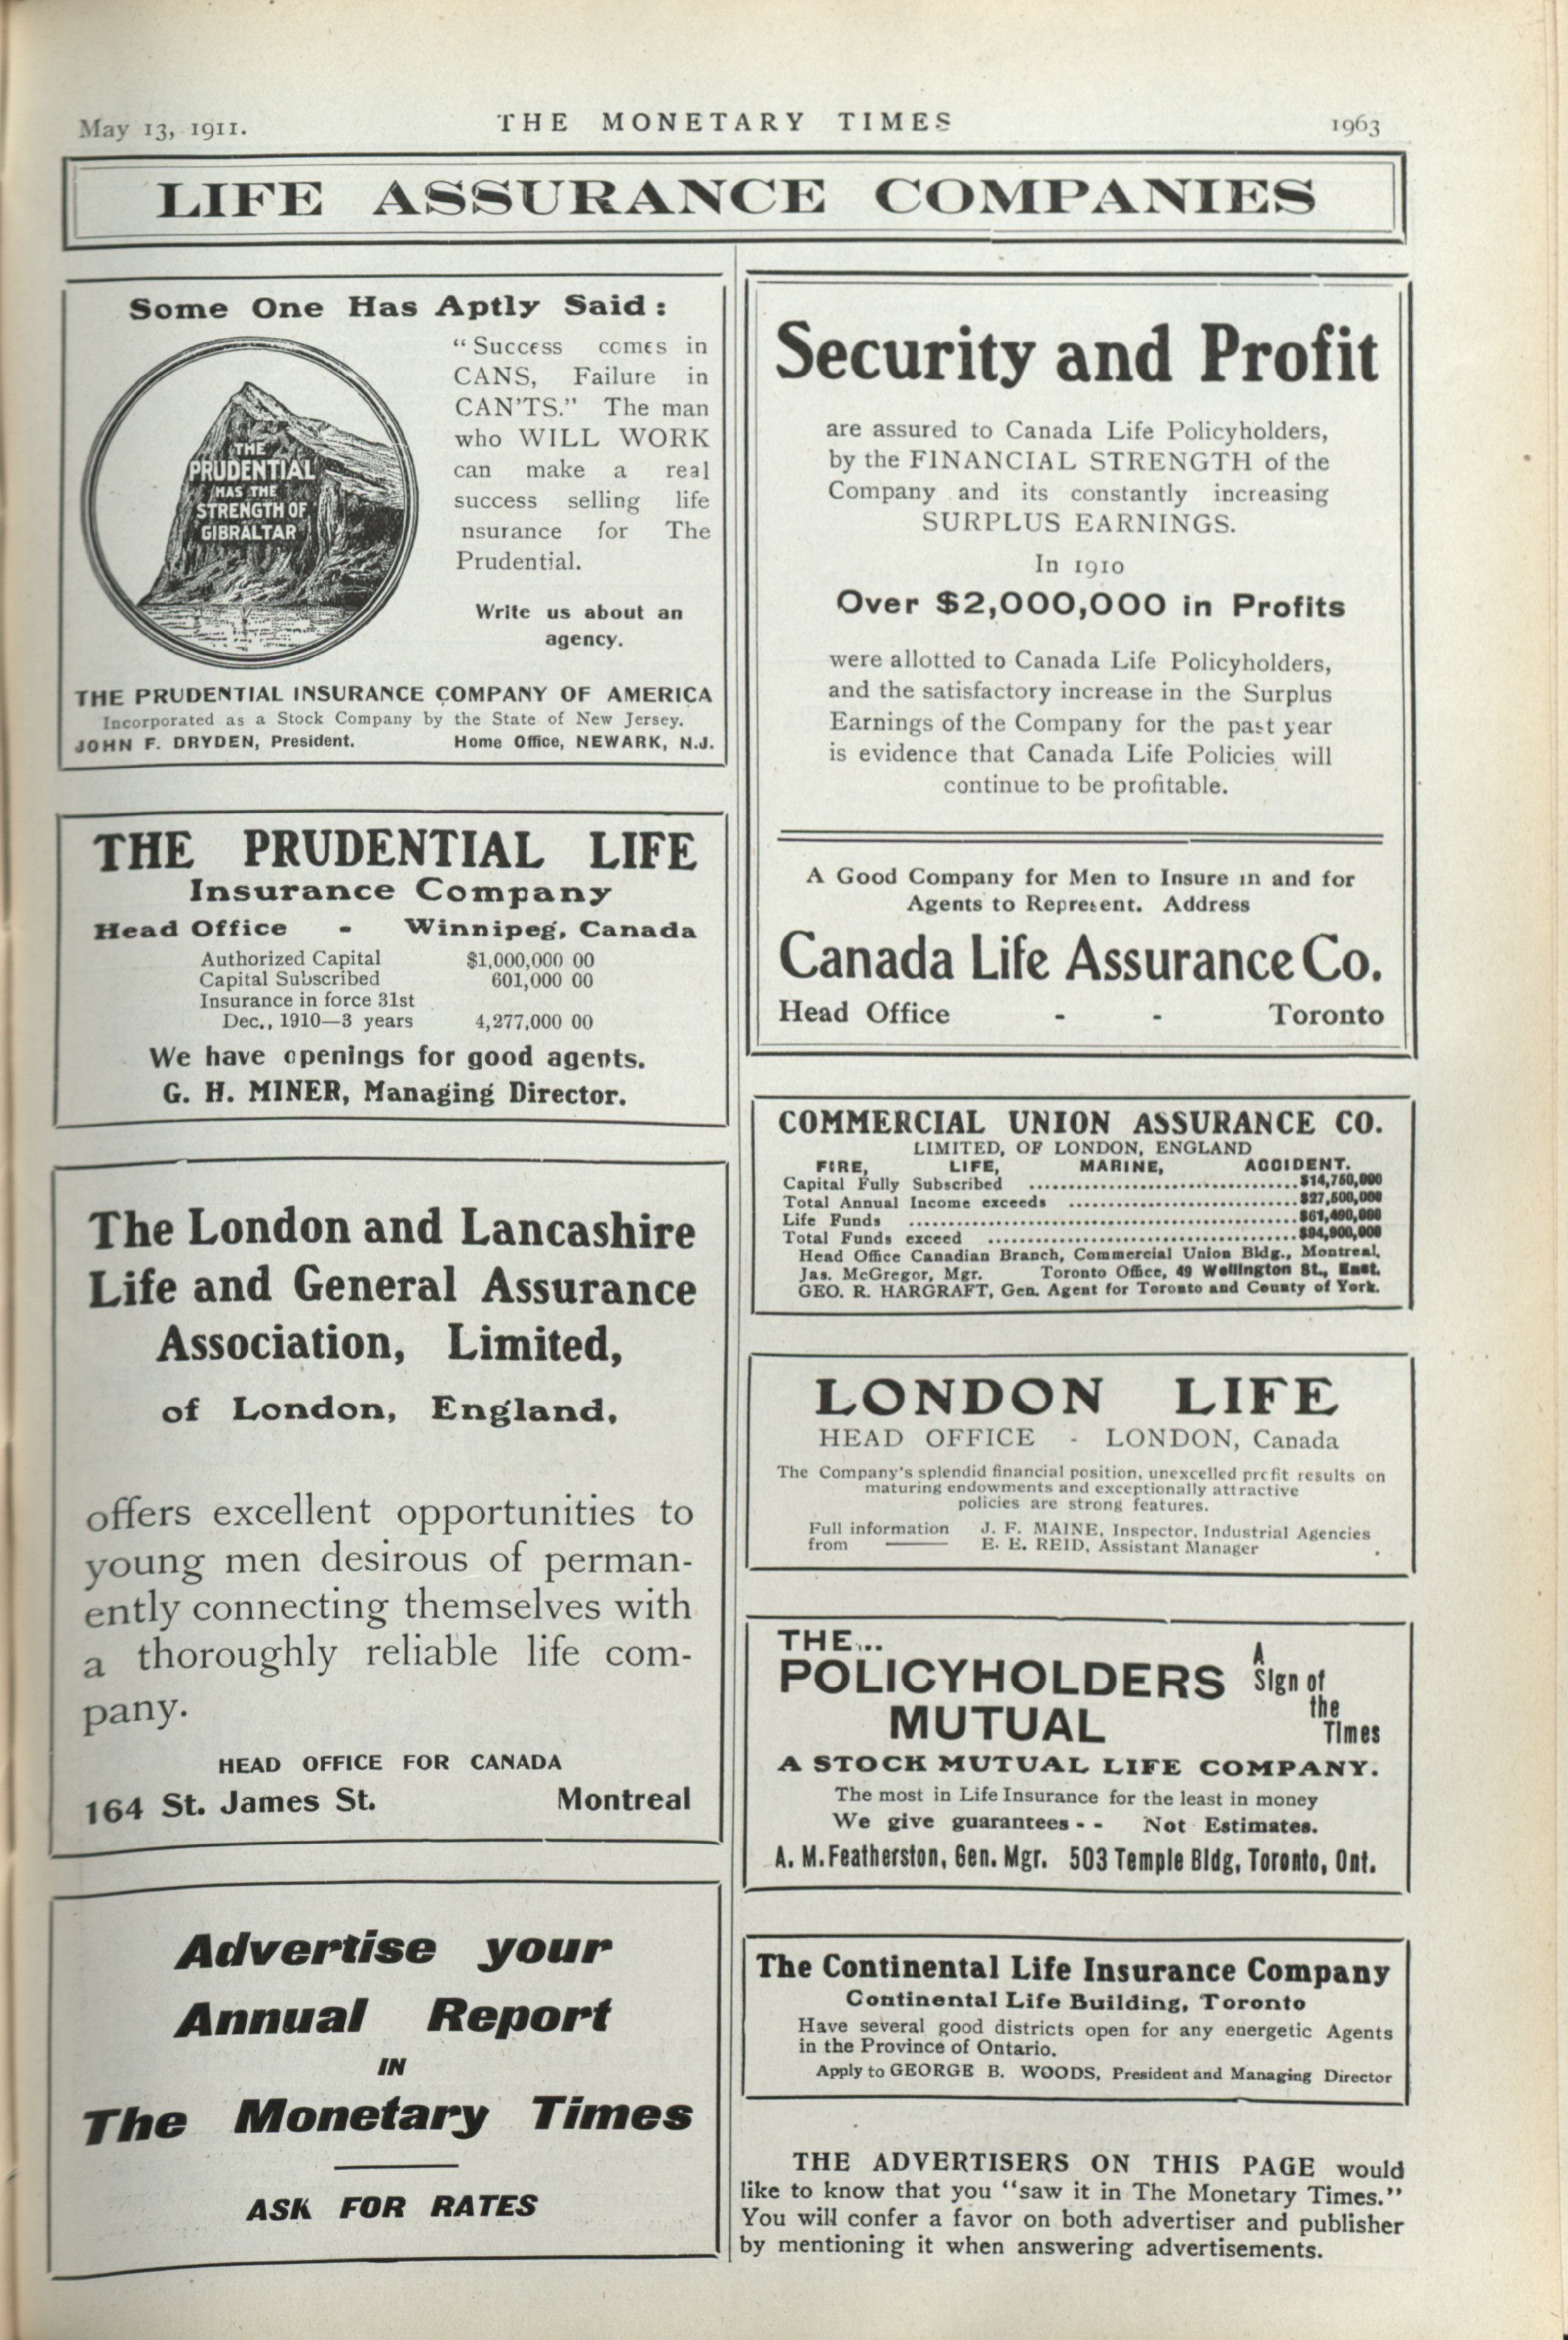 May 13, 1911.
THE MONETARY TIMES
1963
LIFE ASSURANCE COMPANIES
Some One Has Aptly Said:
THE
PRUDENTIAL
HAS THE
STRENGTH OF
GIBRALTAR
"Success comes in
CANS, Failure in
CAN'TS." The man
who WILL WORK
can make a real
success selling life
nsurance for The
Prudential.
Write us about an
agency.
THE PRUDENTIAL INSURANCE COMPANY OF AMERICA
Incorporated as a Stock Company by the State of New Jersey.
JOHN F. DRYDEN, President. Home Office, NEWARK, N.J.
THE PRUDENTIAL LIFE
Insurance Company
Head Office - Winnipeg, Canada
Authorized Capital $1,000,000 00
Capital Subscribed 601,000 00
Insurance in force 31st
Dec., 1910—3 years 4,277,000 00
We have openings for good agents.
G. H. MINER, Managing Director.
The London and Lancashire
Life and General Assurance
Association, Limited,
of London, England,
offers excellent opportunities to
young men desirous of perman-
ently connecting themselves with
a thoroughly reliable life com-
pany.
HEAD OFFICE FOR CANADA
164 St. James St. Montreal
Advertise your
Annual Report
IN
The Monetary Times
ASK FOR RATES
Security and Profit
are assured to Canada Life Policyholders,
by the FINANCIAL STRENGTH of the
Company and its constantly increasing
SURPLUS EARNINGS.
In 1910
Over $2,000,000 in Profits
were allotted to Canada Life Policyholders,
and the satisfactory increase in the Surplus
Earnings of the Company for the past year
is evidence that Canada Life Policies will
continue to be profitable.
A Good Company for Men to Insure in and for
Agents to Represent. Address
Canada Life Assurance Co.
Head Office - - Toronto
COMMERCIAL UNION ASSURANCE CO.
LIMITED, OF LONDON, ENGLAND
FIRE, LIFE, MARINE, ACCIDENT.
Capital Fully Subscribed ..............................$14,750,000
Total Annual Income exceeds ..........................$27,500,000
Life Funds ............................................$61,490,000
Total Funds exceed ...................................$94,900,000
Head Office Canadian Branch, Commercial Union Bldg., Montreal.
Jas. McGregor, Mgr. Toronto Office, 49 Wellington St., East.
GEO. R. HARGRAFT, Gen. Agent for Toronto and County of York.
LONDON LIFE
HEAD OFFICE - LONDON, Canada
The Company's splendid financial position, unexcelled profit results on
maturing endowments and exceptionally attractive
policies are strong features.
Full information J. F. MAINE, Inspector, Industrial Agencies
from E. E. REID, Assistant Manager
THE...
POLICYHOLDERS
MUTUAL
A
Sign of
the
Times
A STOCK MUTUAL LIFE COMPANY.
The most in Life Insurance for the least in money
We give guarantees - - Not Estimates.
A. M. Featherston, Gen. Mgr. 503 Temple Bldg, Toronto, Ont.
The Continental Life Insurance Company
Continental Life Building, Toronto
Have several good districts open for any energetic Agents
in the Province of Ontario.
Apply to GEORGE B. WOODS, President and Managing Director
THE ADVERTISERS ON THIS PAGE would
like to know that you "saw it in The Monetary Times."
You will confer a favor on both advertiser and publisher
by mentioning it when answering advertisements.